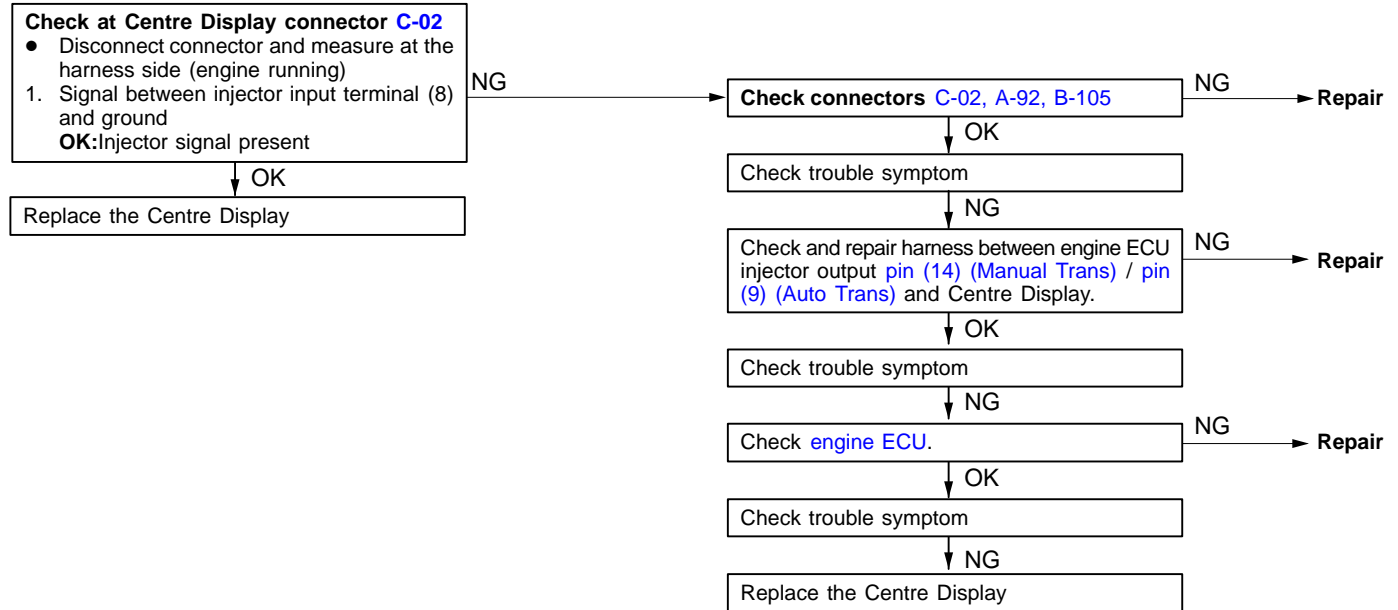 Check at Centre Display connector C-02
● Disconnect connector and measure at the
harness side (engine running)
1. Signal between injector input terminal (8)
and ground
OK:Injector signal present
NG
OK
Replace the Centre Display
Check connectors C-02, A-92, B-105
NG
Repair
OK
Check trouble symptom
NG
Check and repair harness between engine ECU
injector output pin (14) (Manual Trans) / pin
(9) (Auto Trans) and Centre Display.
NG
Repair
OK
Check trouble symptom
NG
Check engine ECU.
NG
Repair
OK
Check trouble symptom
NG
Replace the Centre Display